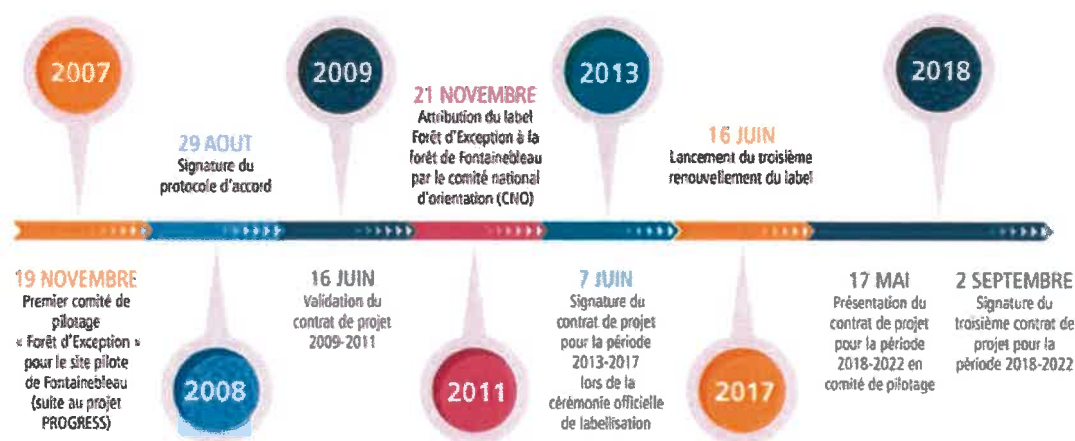 2007
19 NOVEMBRE
Premier comité de
pilotage
« Forêt d'Exception »
pour le site pilote
de Fontainebleau
(suite au projet
PROGRESS)
29 AOUT
Signature du
protocole d'accord
2008
2009
16 JUIN
Validation du
contrat de projet
2009-2011
21 NOVEMBRE
Attribution du label
Forêt d'Exception à la
forêt de Fontainebleau
par le comité national
d'orientation (CNO)
2011
2013
7 JUIN
Signature du
contrat de projet
pour la période
2013-2017
lors de la
cérémonie officielle
de labellisation
16 JUIN
Lancement du troisième
renouvellement du label
2017
2018
17 MAI
Présentation du
contrat de projet
pour la période
2018-2022 en
comité de pilotage
2 SEPTEMBRE
Signature du
troisième contrat de
projet pour la
période 2018-2022